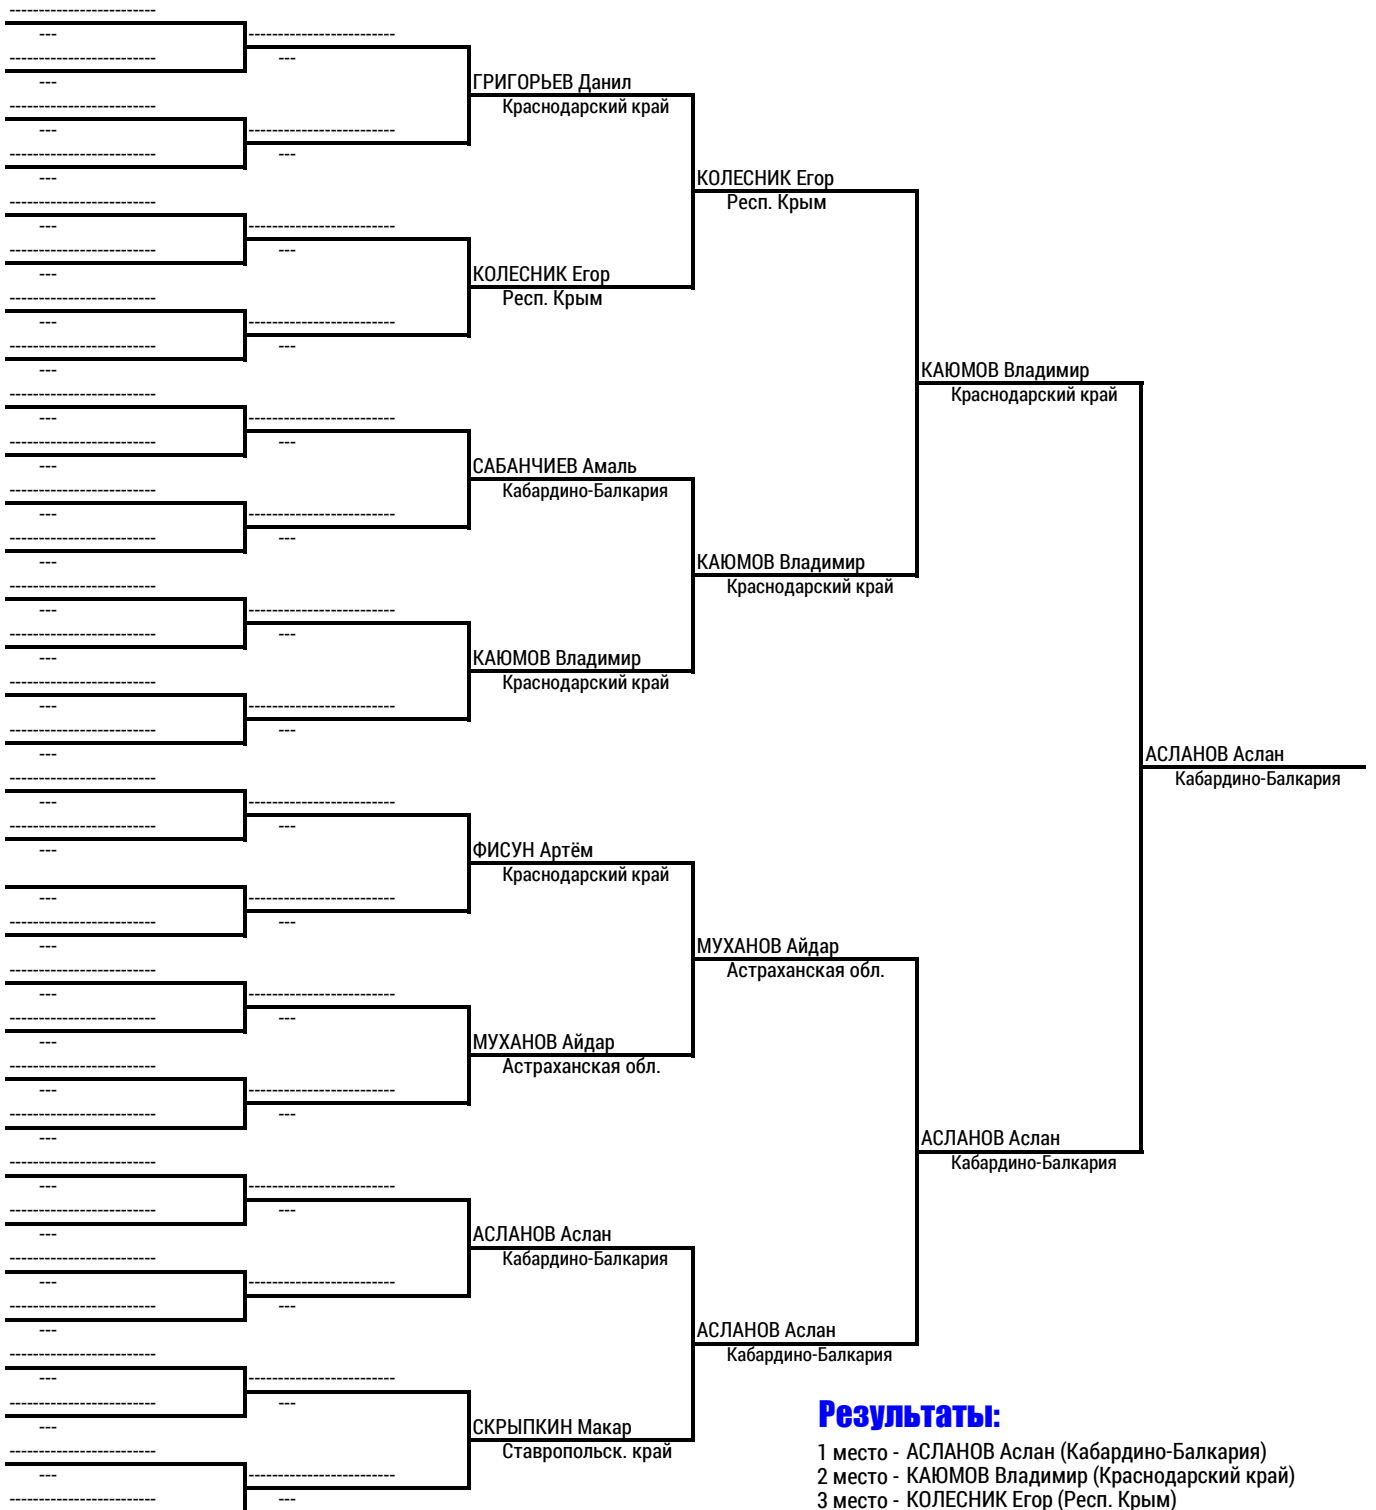 ГРИГОРЬЕВ Данил
Краснодарский край
КОЛЕСНИК Егор
Респ. Крым
КОЛЕСНИК Егор
Респ. Крым
КАЮМОВ Владимир
Краснодарский край
САБАНЧИЕВ Амаль
Кабардино-Балкария
КАЮМОВ Владимир
Краснодарский край
КАЮМОВ Владимир
Краснодарский край
АСЛАНОВ Аслан
Кабардино-Балкария
ФИСУН Артём
Краснодарский край
МУХАНОВ Айдар
Астраханская обл.
МУХАНОВ Айдар
Астраханская обл.
АСЛАНОВ Аслан
Кабардино-Балкария
АСЛАНОВ Аслан
Кабардино-Балкария
АСЛАНОВ Аслан
Кабардино-Балкария
СКРЫПКИН Макар
Ставропольск. край
Результаты:
1 место - АСЛАНОВ Аслан (Кабардино-Балкария)
2 место - КАЮМОВ Владимир (Краснодарский край)
3 место - КОЛЕСНИК Егор (Респ. Крым)